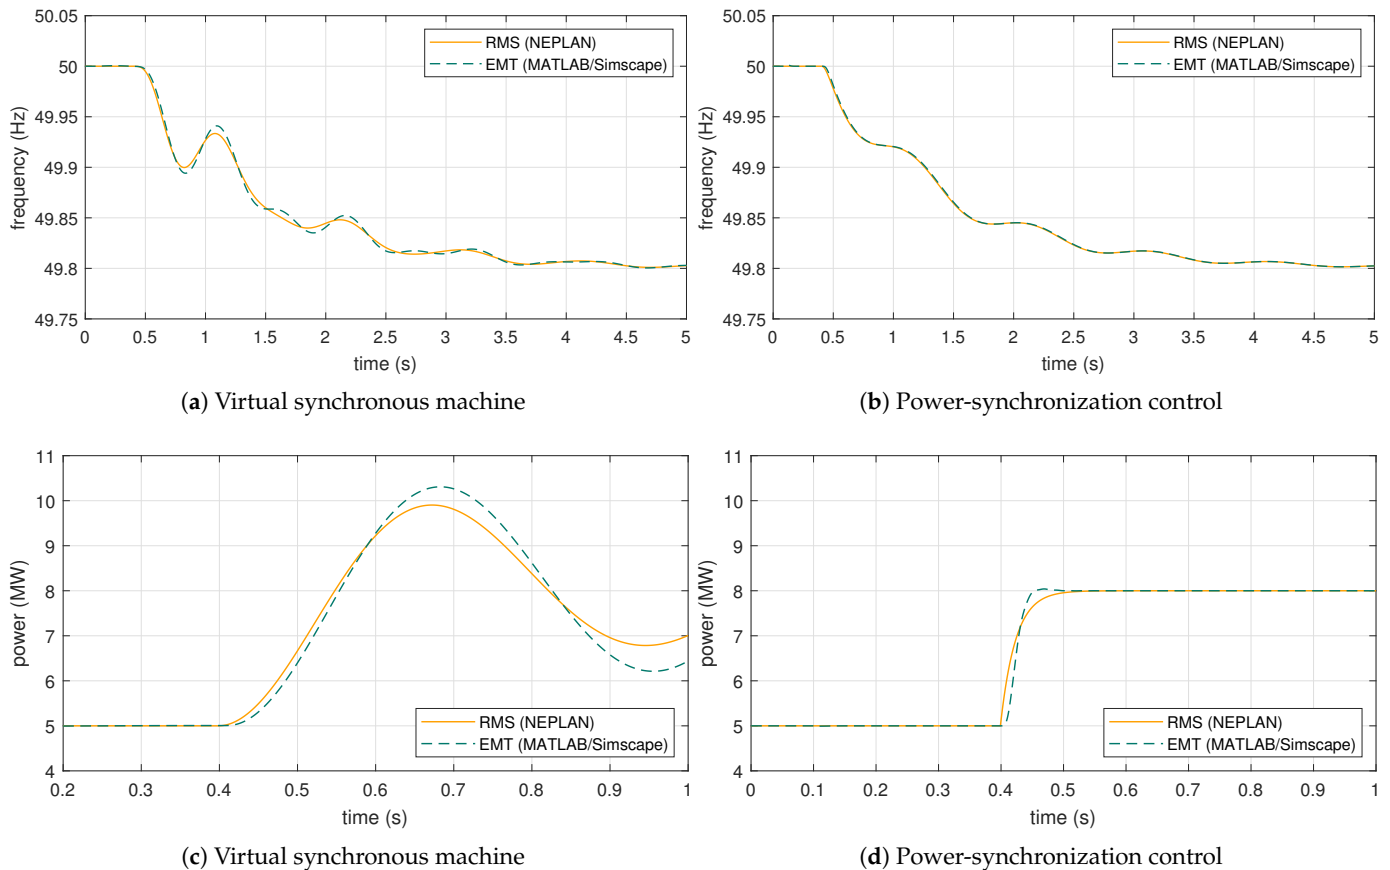 50.05
50
49.95
49.9
49.85
49.8
49.75
frequency (Hz)
RMS (NEPLAN)
EMT (MATLAB/Simscape)
0 0.5 1 1.5 2 2.5 3 3.5 4 4.5 5
time (s)
(a) Virtual synchronous machine
50.05
50
49.95
49.9
49.85
49.8
49.75
frequency (Hz)
RMS (NEPLAN)
EMT (MATLAB/Simscape)
0 0.5 1 1.5 2 2.5 3 3.5 4 4.5 5
time (s)
(b) Power-synchronization control
11
10
9
8
7
6
5
4
power (MW)
RMS (NEPLAN)
EMT (MATLAB/Simscape)
0.2 0.3 0.4 0.5 0.6 0.7 0.8 0.9 1
time (s)
(c) Virtual synchronous machine
11
10
9
8
7
6
5
4
power (MW)
RMS (NEPLAN)
EMT (MATLAB/Simscape)
0 0.1 0.2 0.3 0.4 0.5 0.6 0.7 0.8 0.9 1
time (s)
(d) Power-synchronization control